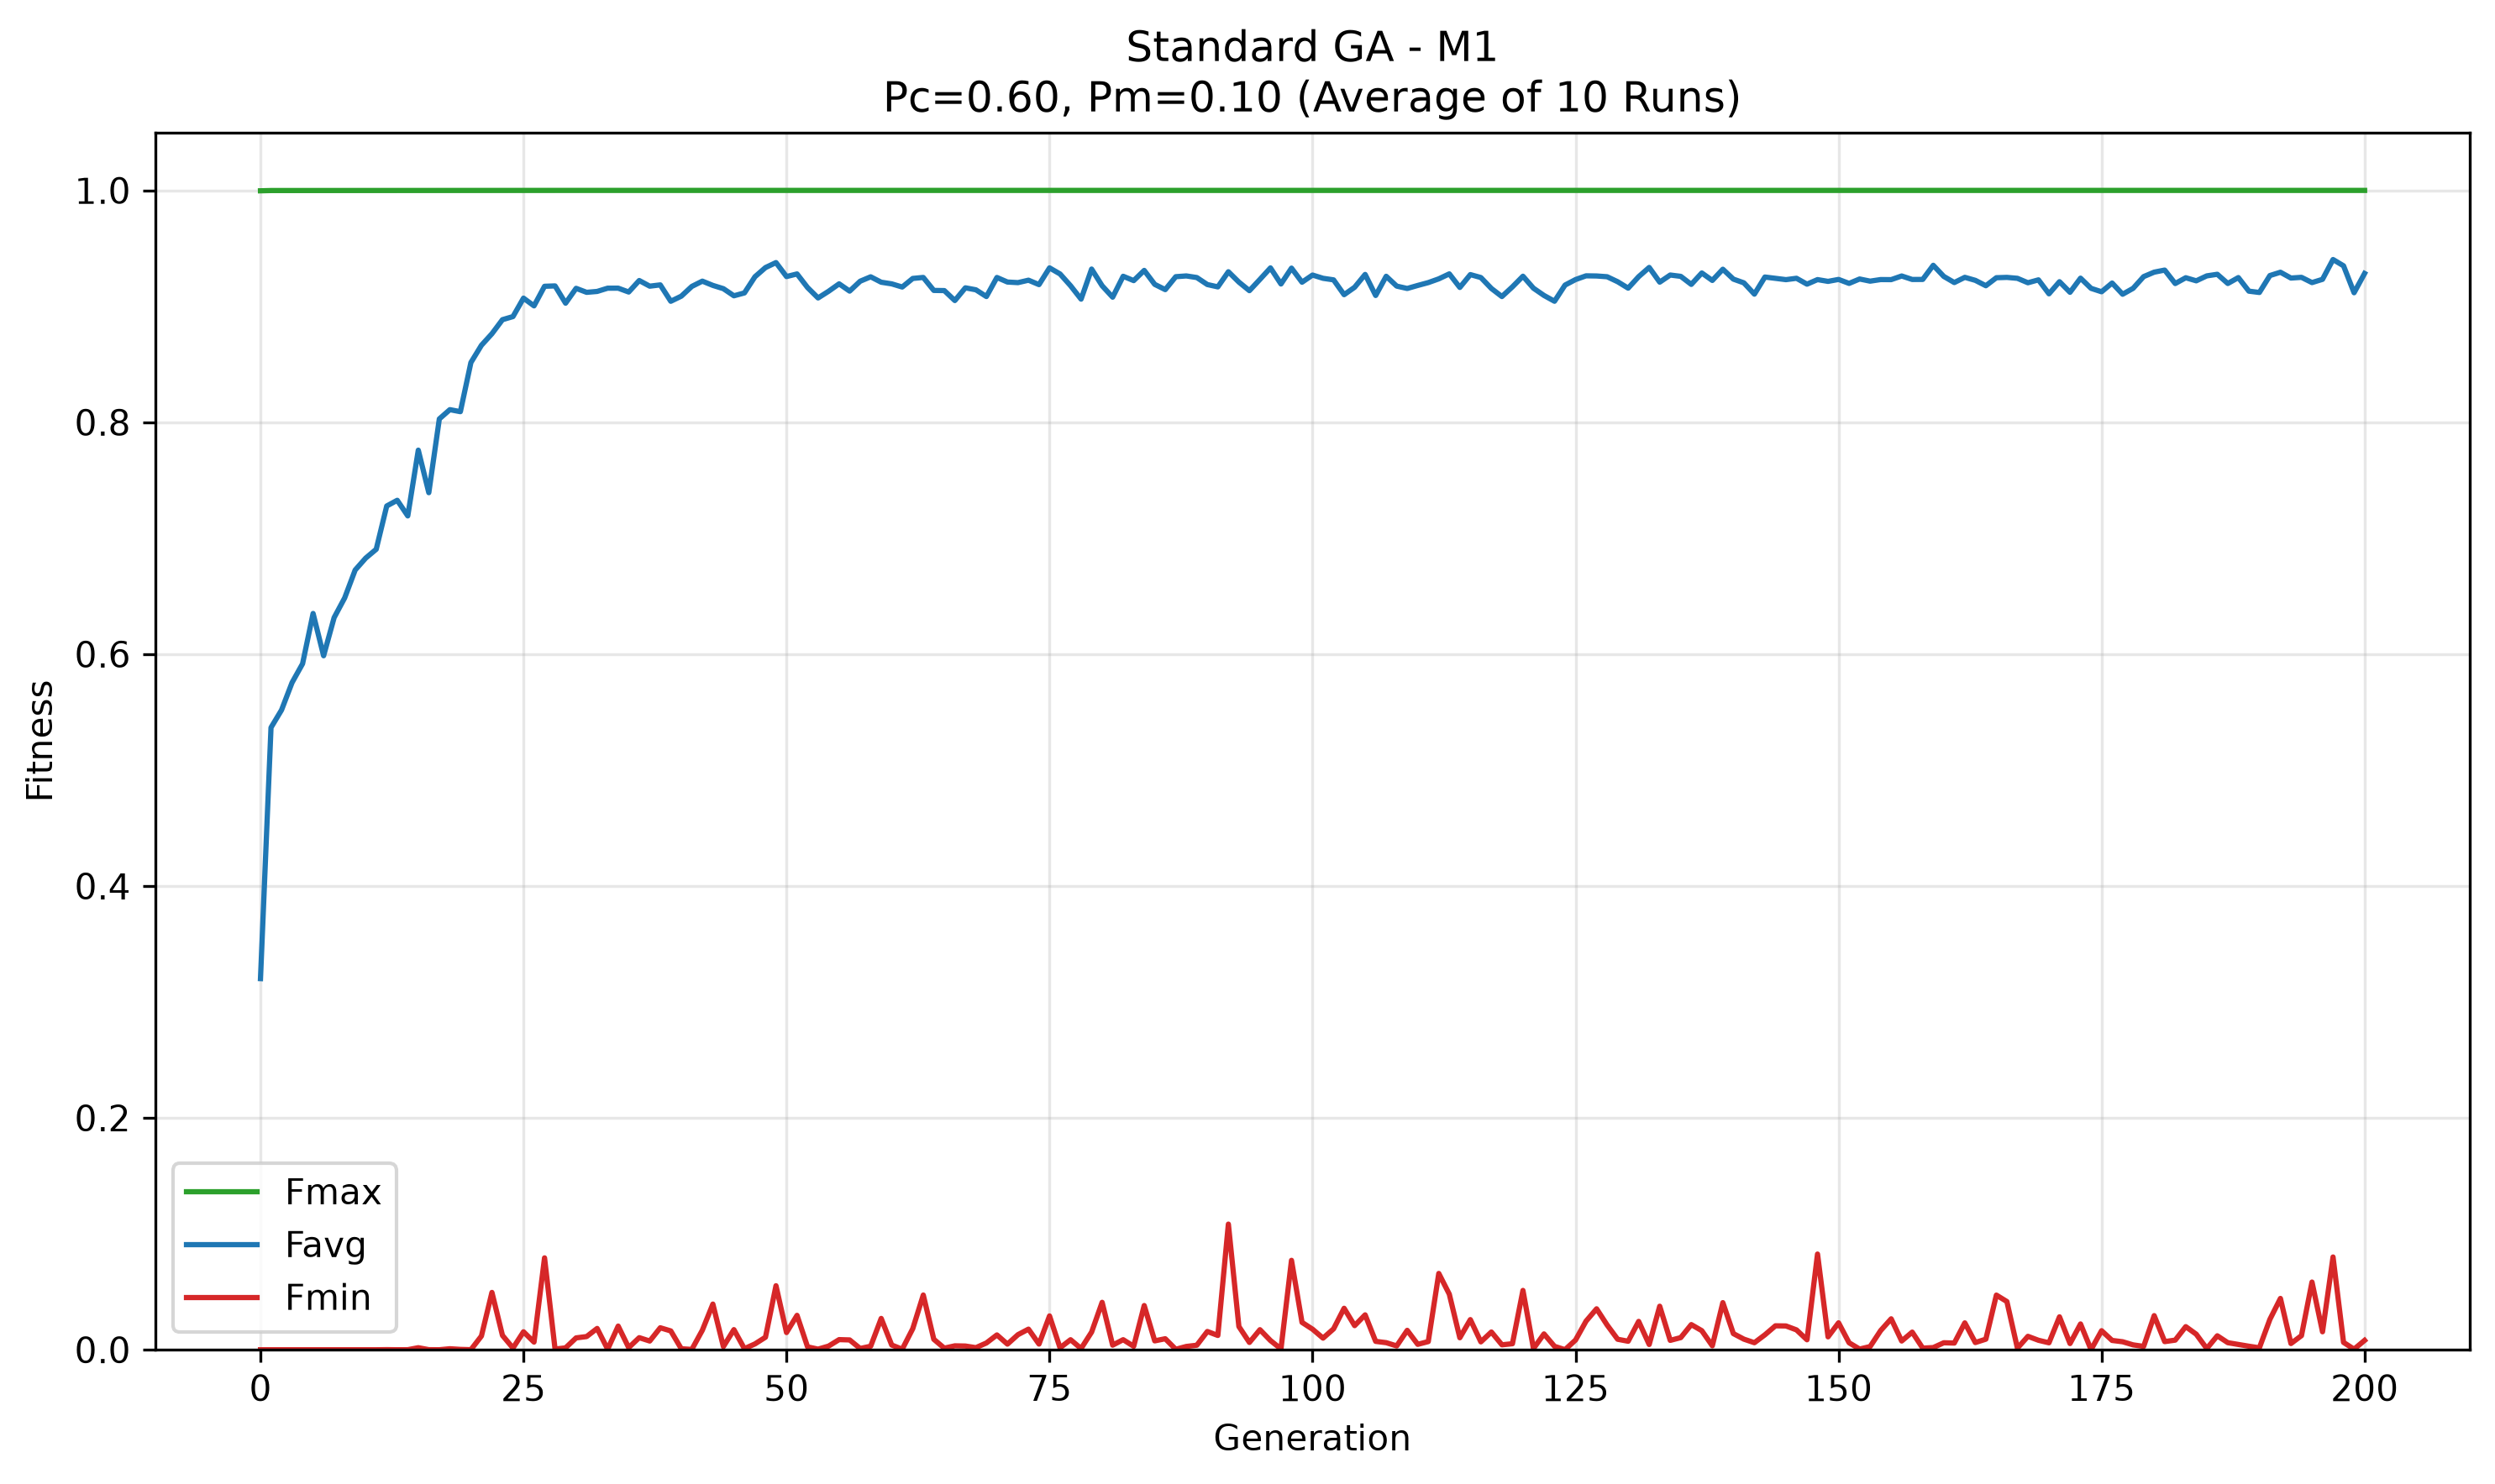 Standard GA - M1
Pc=0.60, Pm=0.10 (Average of 10 Runs)
1.0
0.8
0.6
0.4
0.2
0.0
Fitness
Fmax
Favg
Fmin
0 25 50 75 100 125 150 175 200
Generation